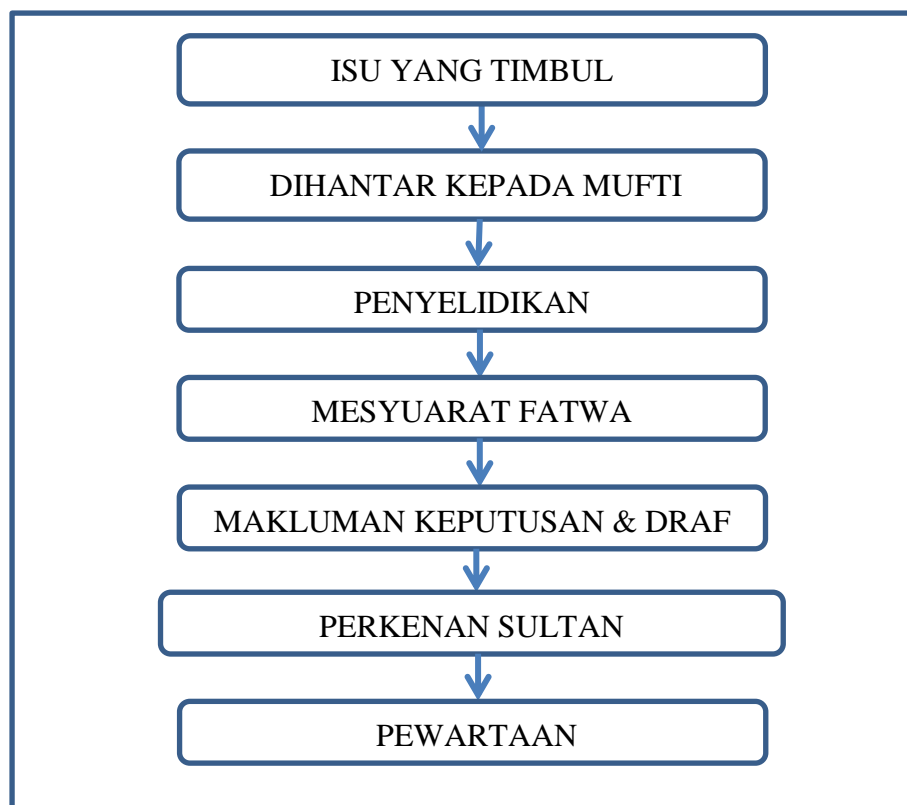 ISU YANG TIMBUL
DIHANTAR KEPADA MUFTI
PENYELIDIKAN
MESYUARAT FATWA
MAKLUMAN KEPUTUSAN & DRAF
PERKENAN SULTAN
PEWARTAAN